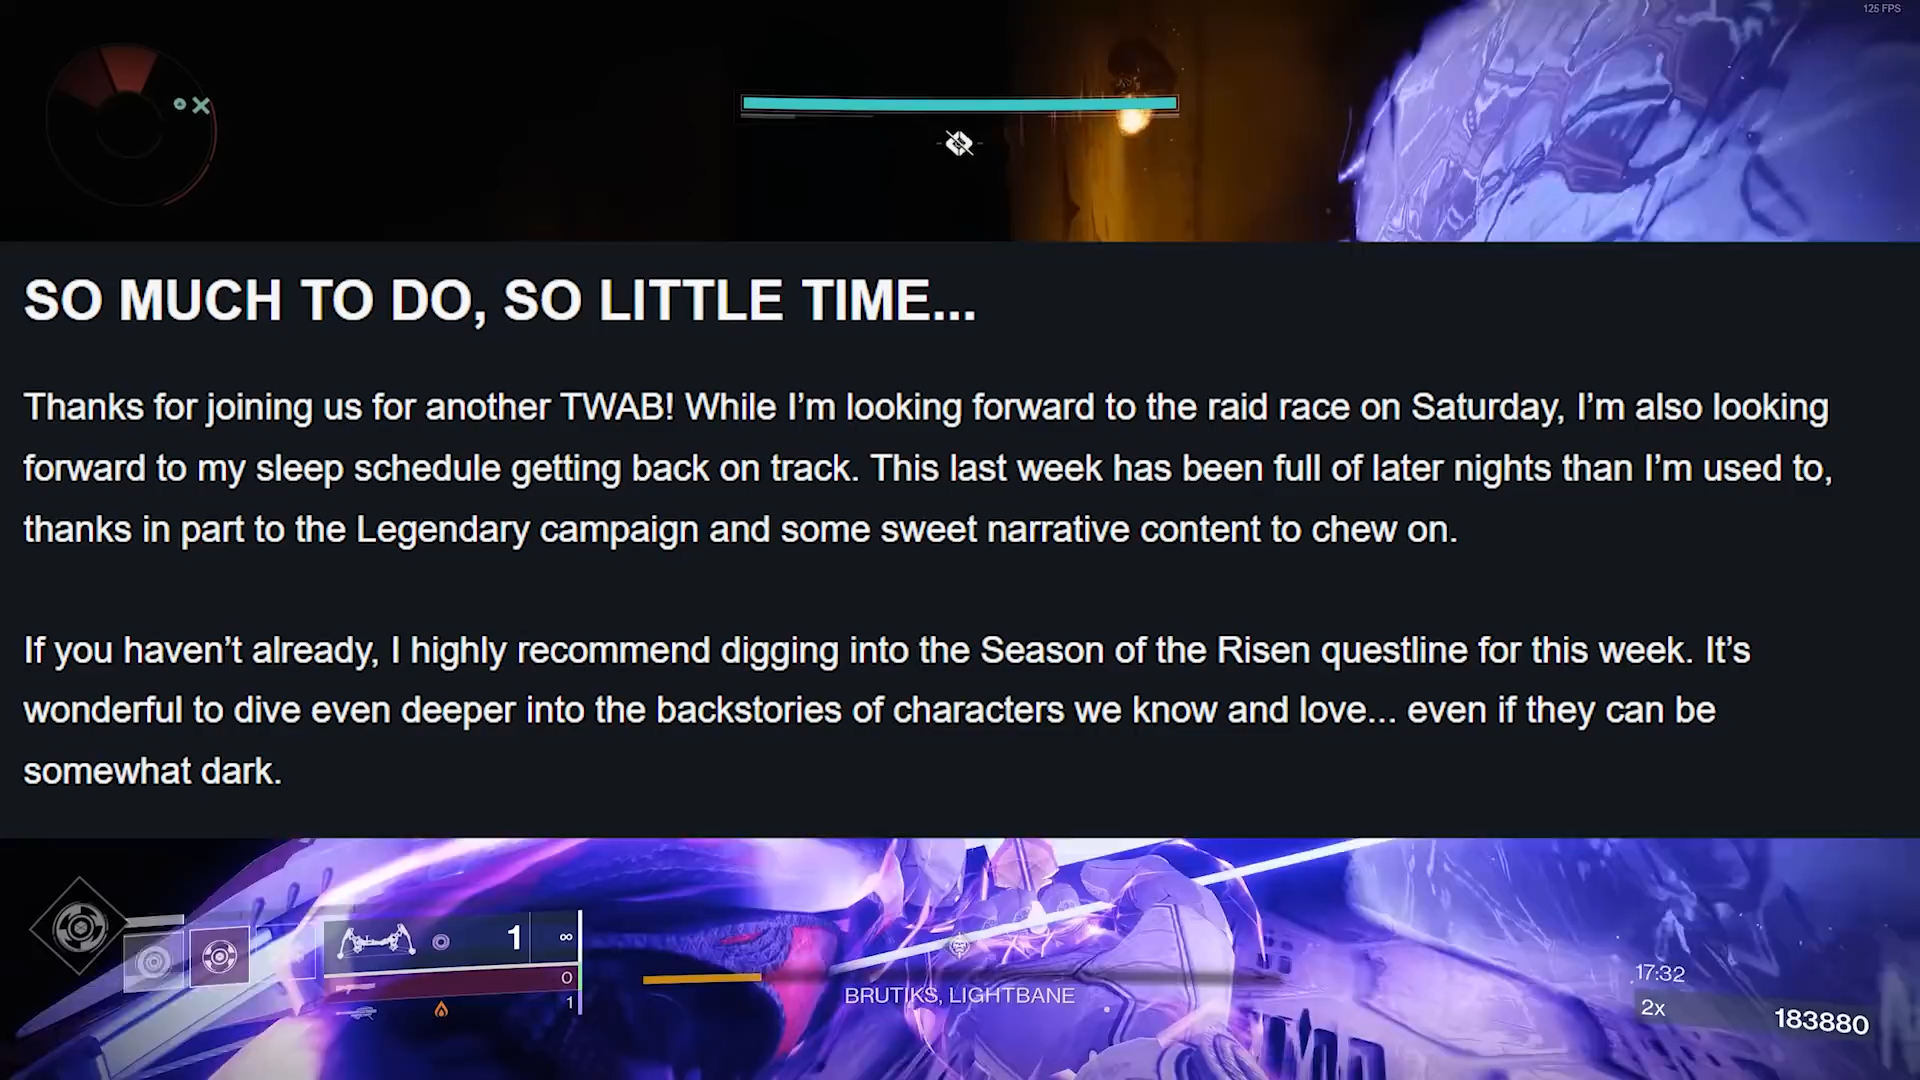 125 FPS
SO MUCH TO DO, SO LITTLE TIME...
Thanks for joining us for another TWAB! While I’m looking forward to the raid race on Saturday, I’m also looking
forward to my sleep schedule getting back on track. This last week has been full of later nights than I’m used to,
thanks in part to the Legendary campaign and some sweet narrative content to chew on.
If you haven’t already, I highly recommend digging into the Season of the Risen questline for this week. It’s
wonderful to dive even deeper into the backstories of characters we know and love... even if they can be
somewhat dark.
1 ∞
0
1
BRUTIKS, LIGHTBANE
17:32
2x 183880